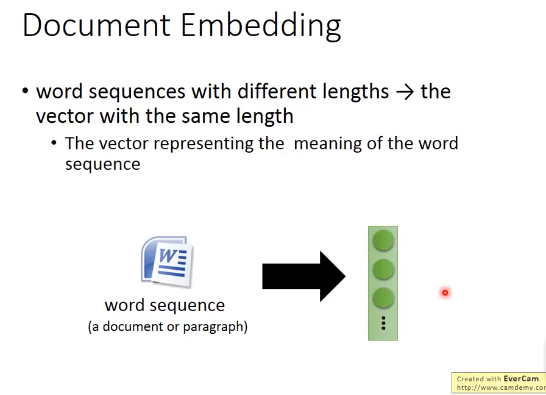 Document Embedding
• word sequences with different lengths → the
vector with the same length
• The vector representing the meaning of the word
sequence
W
word sequence
(a document or paragraph)
Created with EverCam
http://www.camdemy.com